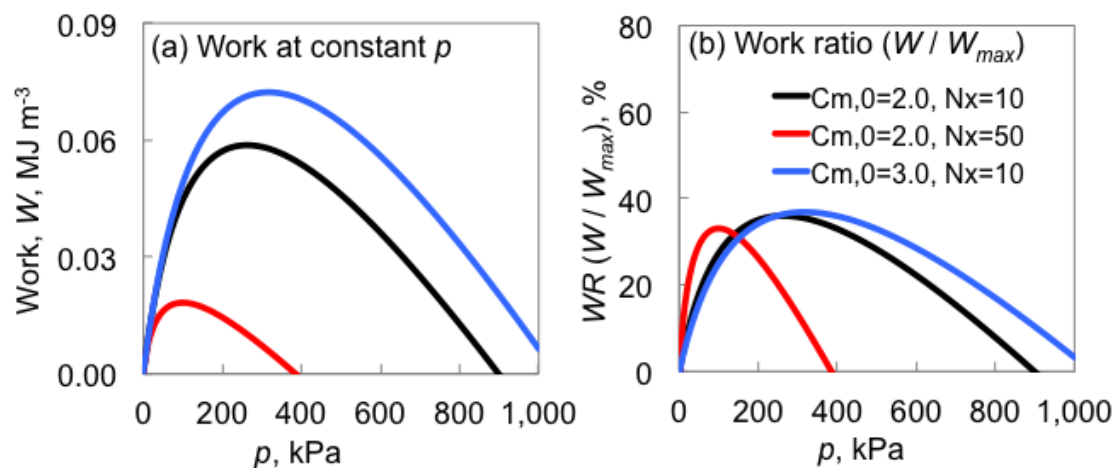 (a) Work at constant p
Work, W, MJ m⁻³
0.09
0.06
0.03
0.00
0 200 400 600 800 1,000
p, kPa
(b) Work ratio (W / Wmax)
WR (W / Wmax), %
80
60
40
20
0
Cm,0=2.0, Nx=10
Cm,0=2.0, Nx=50
Cm,0=3.0, Nx=10
0 200 400 600 800 1,000
p, kPa